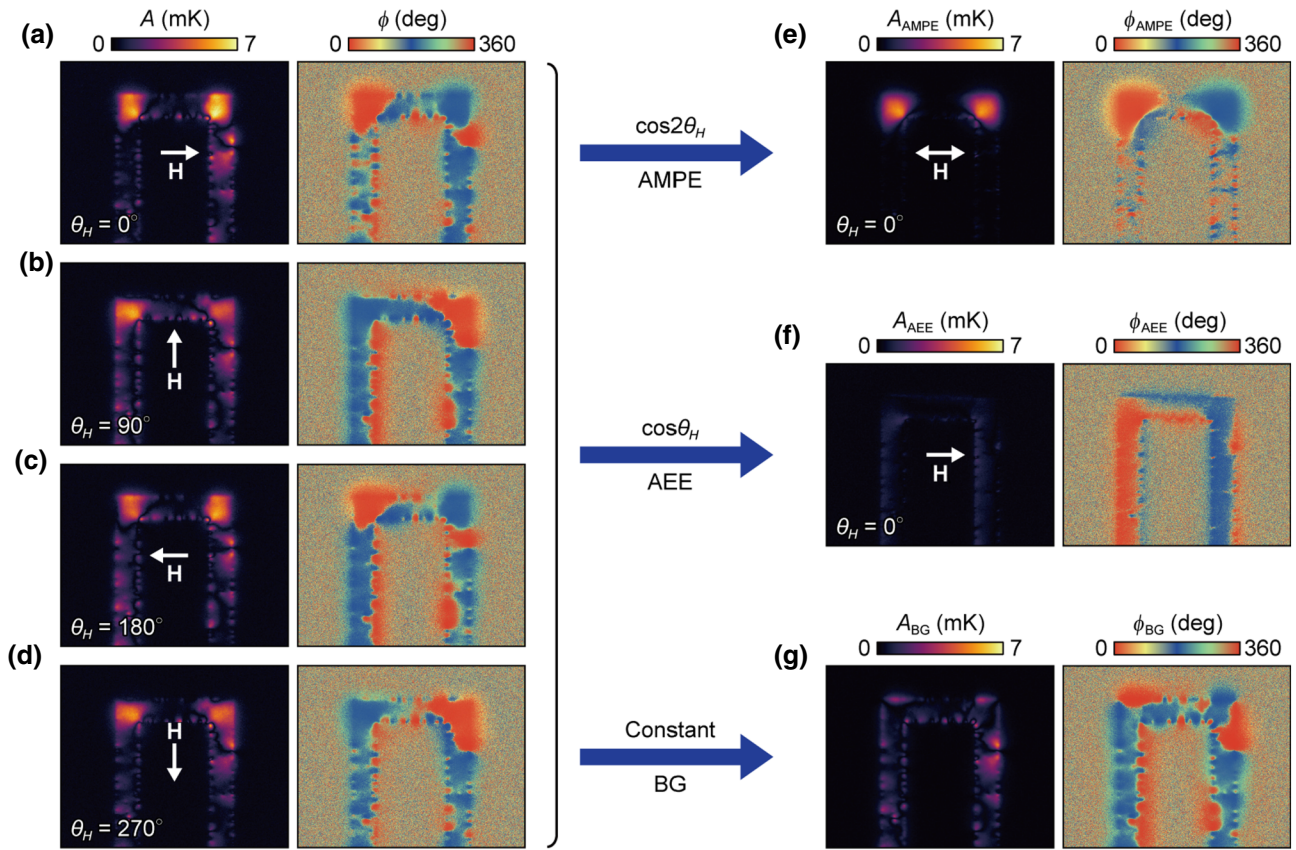 (a)
A (mK)
0 7
ϕ (deg)
0 360
H
θH = 0°
(b)
H
θH = 90°
(c)
H
θH = 180°
(d)
H
θH = 270°
cos2θH
AMPE
cosθH
AEE
Constant
BG
(e)
AAMPE (mK)
0 7
ϕAMPE (deg)
0 360
H
θH = 0°
(f)
AAEE (mK)
0 7
ϕAEE (deg)
0 360
H
θH = 0°
(g)
ABG (mK)
0 7
ϕBG (deg)
0 360